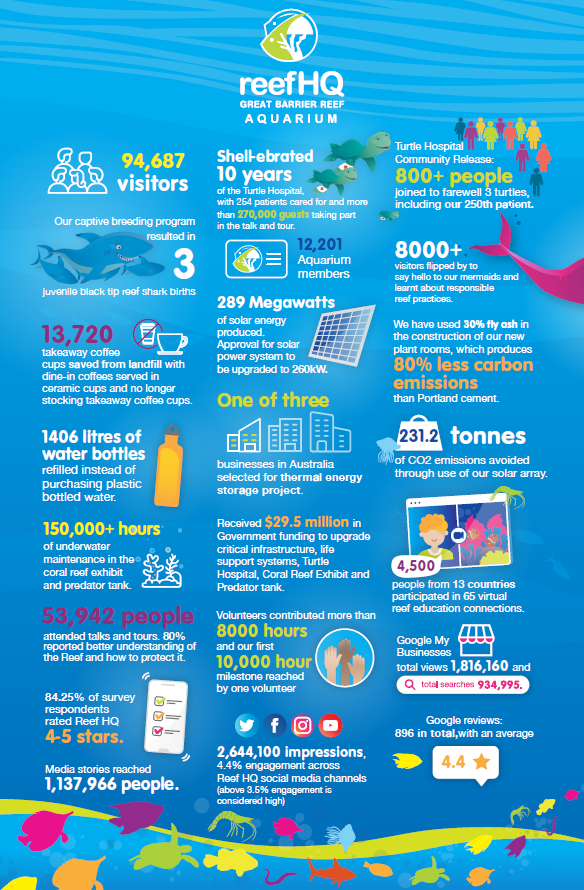 reefHQ
GREAT BARRIER REEF
AQUARIUM
94,687
visitors
Our captive breeding program
resulted in
3
juvenile black tip reef shark births
13,720
takeaway coffee
cups saved from landfill with
dine-in coffees served in
ceramic cups and no longer
stocking takeaway coffee cups.
1406 litres of
water bottles
refilled instead of
purchasing plastic
bottled water.
150,000+ hours
of underwater
maintenance in the
coral reef exhibit
and predator tank.
53,942 people
attended talks and tours. 80%
reported better understanding of
the Reef and how to protect it.
84.25% of survey
respondents
rated Reef HQ
4-5 stars.
Media stories reached
1,137,966 people.
Shell-ebrated
10 years
of the Turtle Hospital,
with 254 patients cared for and more
than 270,000 guests taking part
in the talk and tour.
12,201
Aquarium
members
289 Megawatts
of solar energy
produced.
Approval for solar
power system to
be upgraded to 260kW.
One of three
businesses in Australia
selected for thermal energy
storage project.
Received $29.5 million in
Government funding to upgrade
critical infrastructure, life
support systems, Turtle
Hospital, Coral Reef Exhibit and
Predator tank.
Volunteers contributed more than
8000 hours
and our first
10,000 hour
milestone reached
by one volunteer
2,644,100 impressions,
4.4% engagement across
Reef HQ social media channels
(above 3.5% engagement is
considered high)
Turtle Hospital
Community Release:
800+ people
joined to farewell 3 turtles,
including our 250th patient.
8000+
visitors flipped by to
say hello to our mermaids and
learnt about responsible
reef practices.
We have used 30% fly ash in
the construction of our new
plant rooms, which produces
80% less carbon
emissions
than Portland cement.
231.2 tonnes
of CO2 emissions avoided
through use of our solar array.
4,500
people from 13 countries
participated in 65 virtual
reef education connections.
Google My
Businesses
total views 1,816,160 and
total searches 934,995.
Google reviews:
896 in total,with an average
4.4